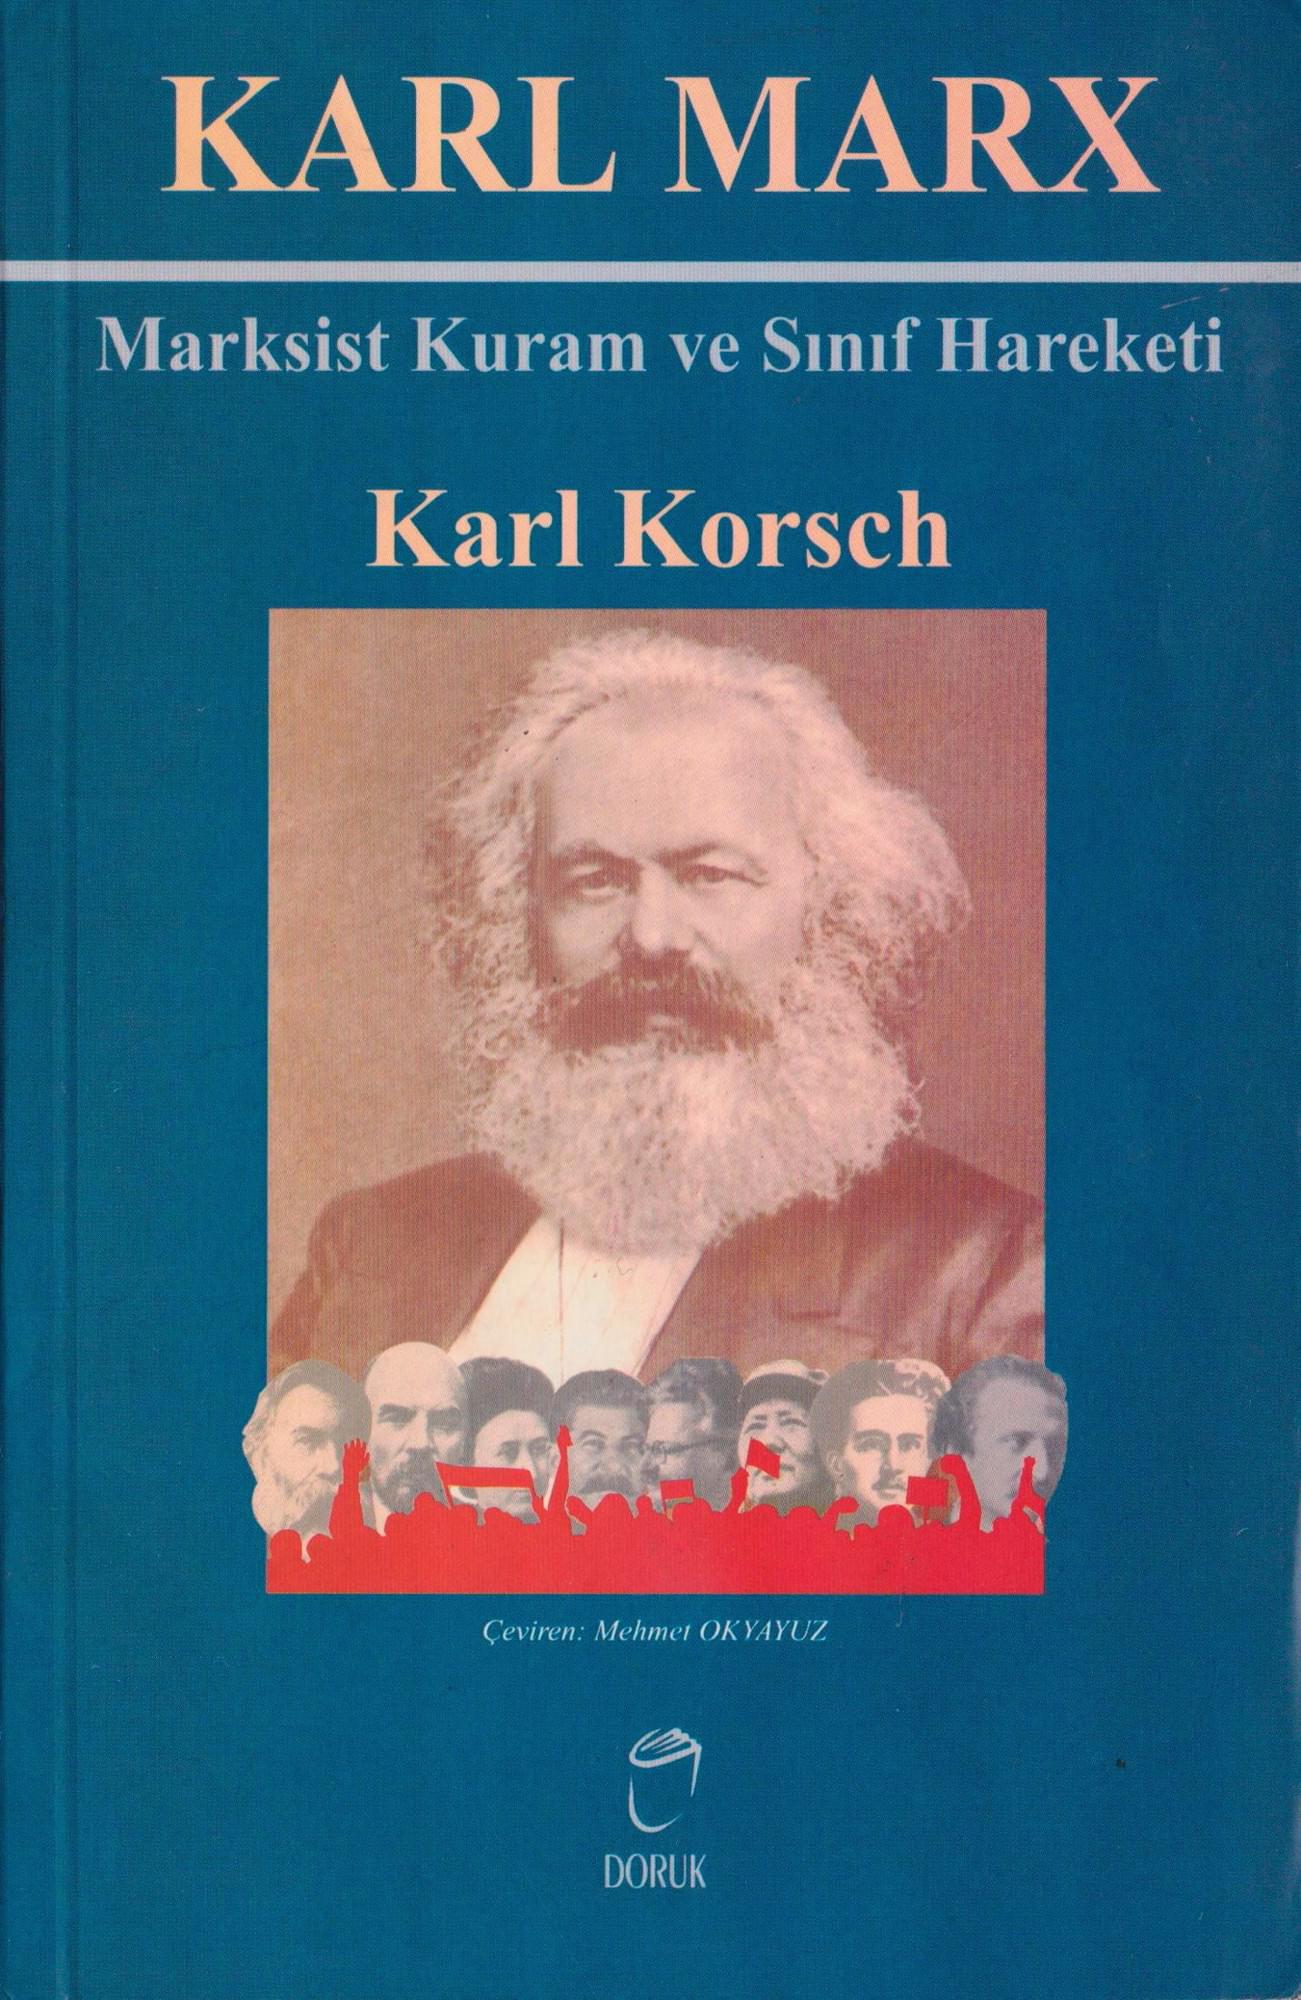 KARL MARX
Marksist Kuram ve Sınıf Hareketi
Karl Korsch
Çeviren: Mehmet OKYAYUZ
DORUK